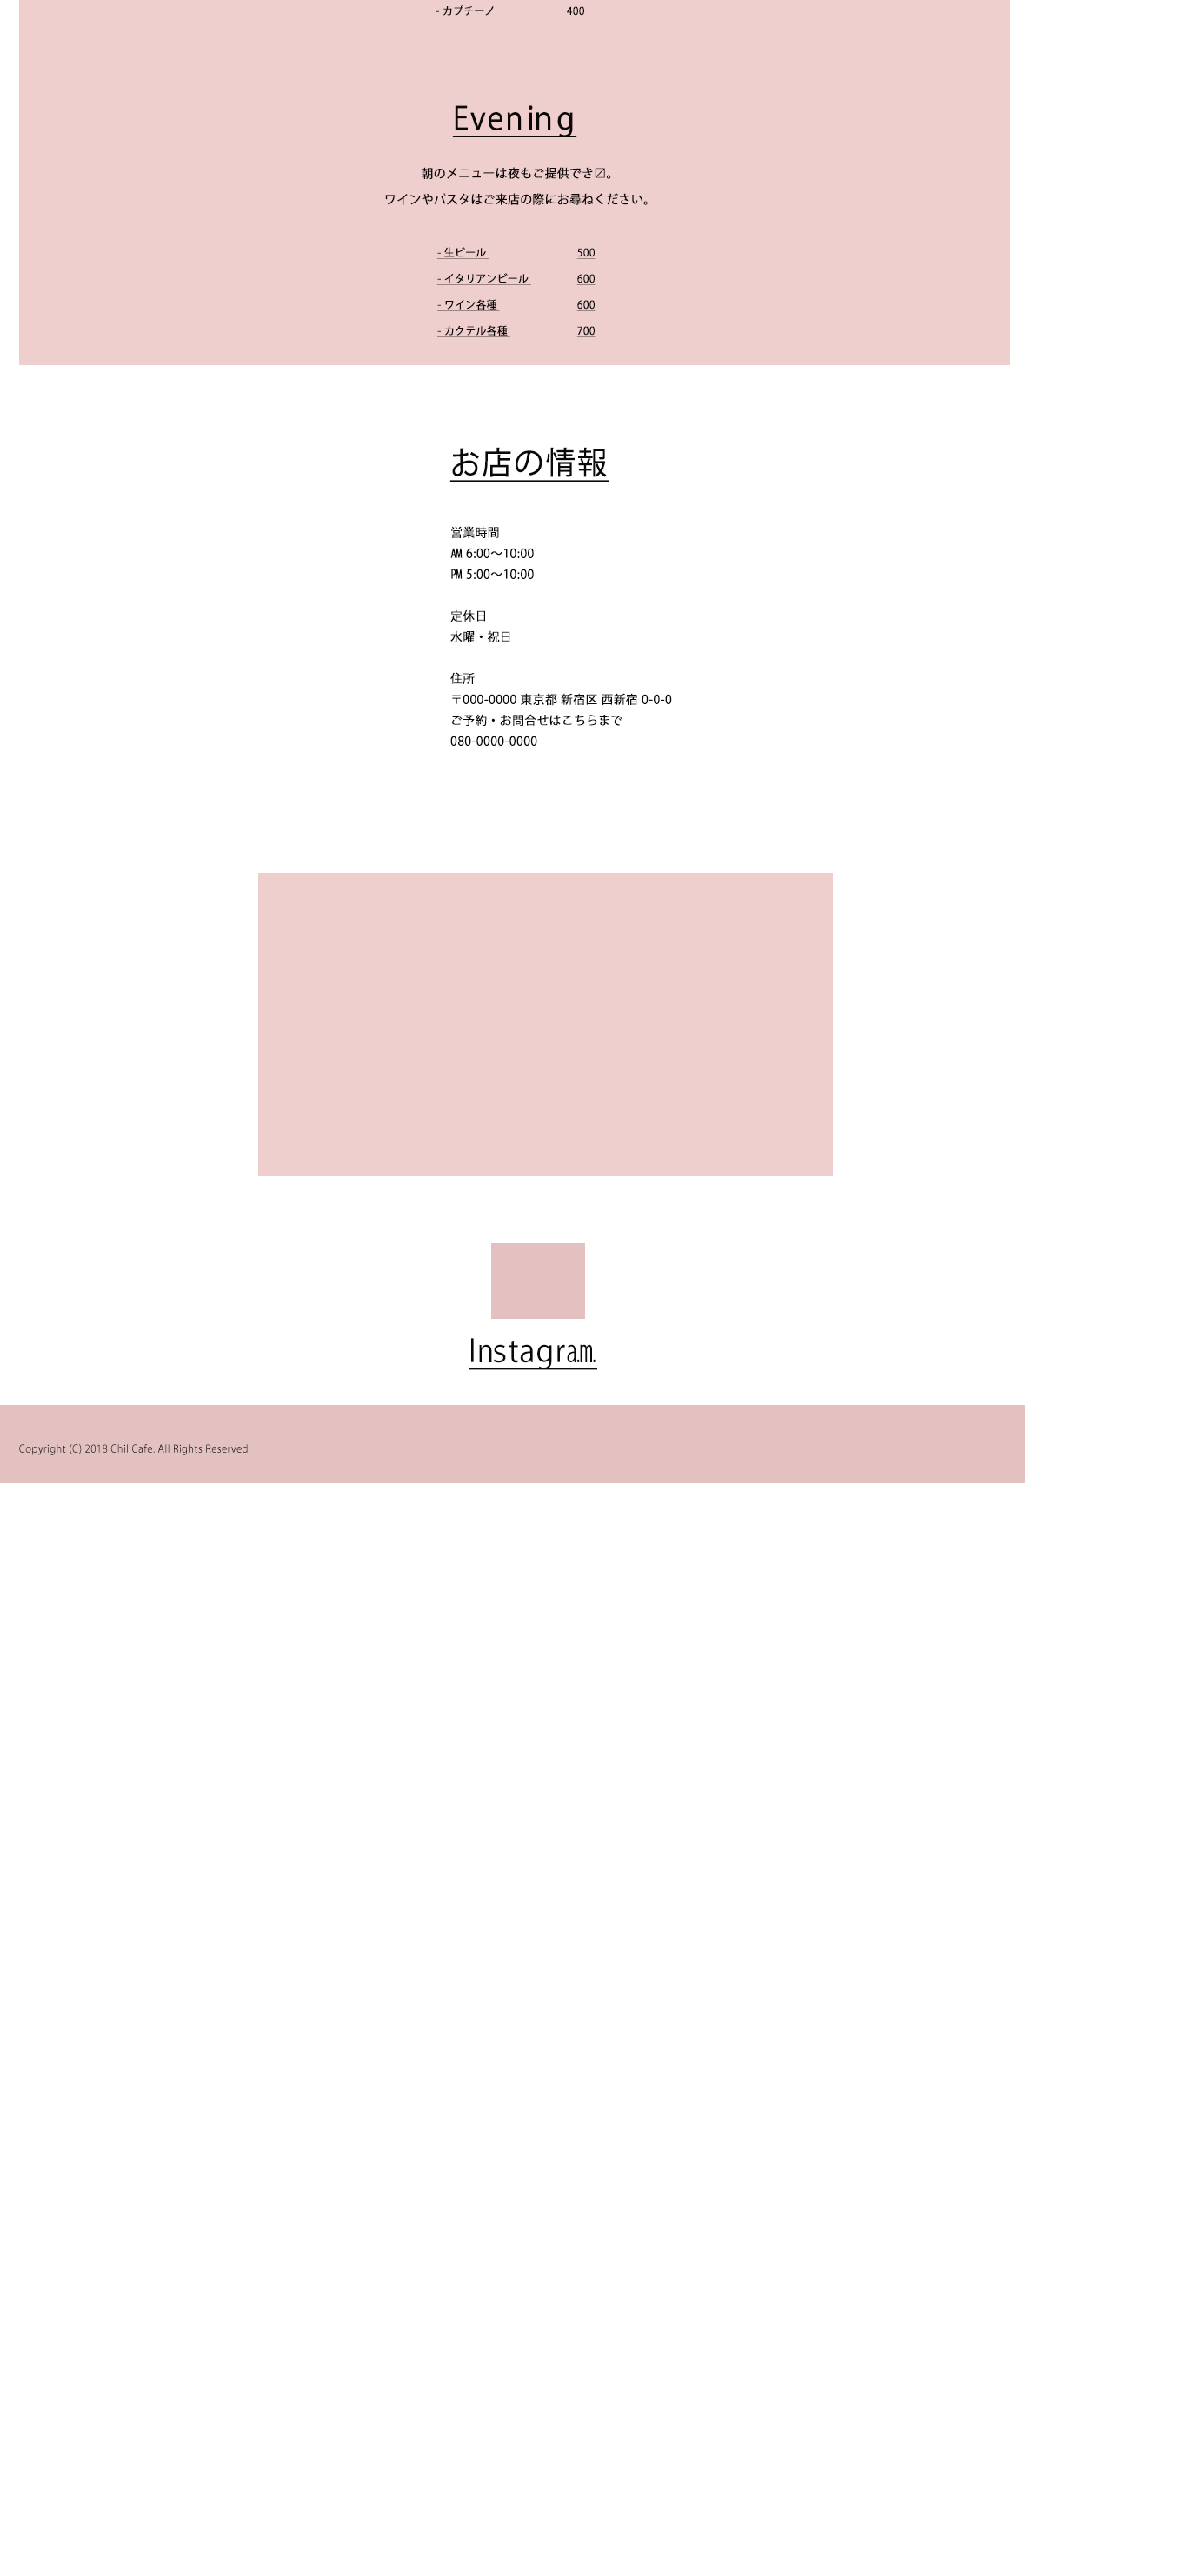 - カプチーノ 400
Evening
朝のメニューは夜もご提供でき〼。
ワインやパスタはご来店の際にお尋ねください。
- 生ビール 500
- イタリアンビール 600
- ワイン各種 600
- カクテル各種 700
お店の情報
営業時間
AM 6:00〜10:00
PM 5:00〜10:00
定休日
水曜・祝日
住所
〒000-0000 東京都 新宿区 西新宿 0-0-0
ご予約・お問合せはこちらまで
080-0000-0000
Instagra.m.
Copyright (C) 2018 ChillCafe. All Rights Reserved.